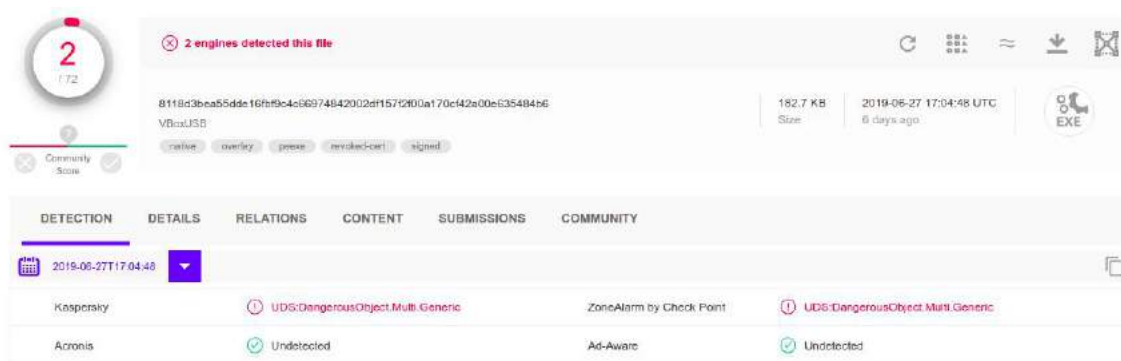 2
/ 72
2 engines detected this file
8118d3bea55dde16fbf9c4c66974842002df157f2f00a170cf42a00e635484b6
VBoxUSB
native overlay peexe revoked-cert signed
182.7 KB
Size
2019-06-27 17:04:48 UTC
6 days ago
EXE
?
Community
Score
DETECTION DETAILS RELATIONS CONTENT SUBMISSIONS COMMUNITY
2019-06-27T17:04:48
Kaspersky UDS:DangerousObject.Multi.Generic ZoneAlarm by Check Point UDS:DangerousObject.Multi.Generic
Acronis Undetected Ad-Aware Undetected